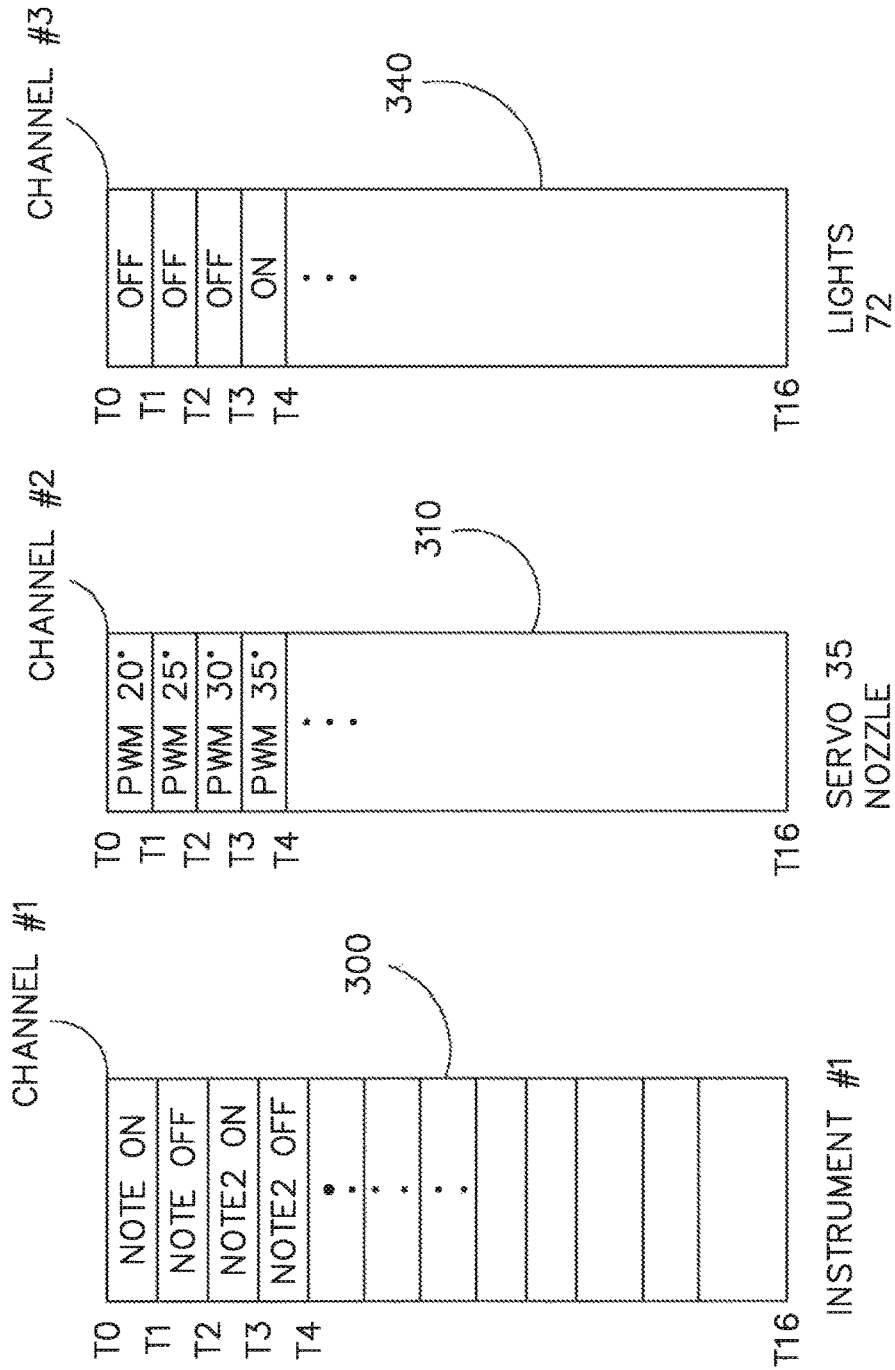 CHANNEL #1
T0
T1
T2
T3
T4
T16
NOTE ON
NOTE OFF
NOTE2 ON
NOTE2 OFF
300
INSTRUMENT #1
CHANNEL #2
T0
T1
T2
T3
T4
T16
PWM 20°
PWM 25°
PWM 30°
PWM 35°
310
SERVO 35
NOZZLE
CHANNEL #3
T0
T1
T2
T3
T4
T16
OFF
OFF
OFF
ON
340
LIGHTS
72